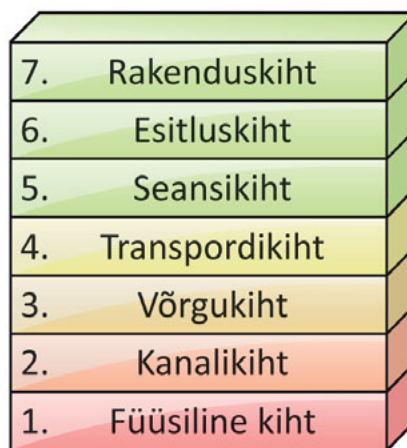 7. Rakenduskiht
6. Esitluskiht
5. Seansikiht
4. Transpordikiht
3. Võrgukiht
2. Kanalikiht
1. Füüsiline kiht